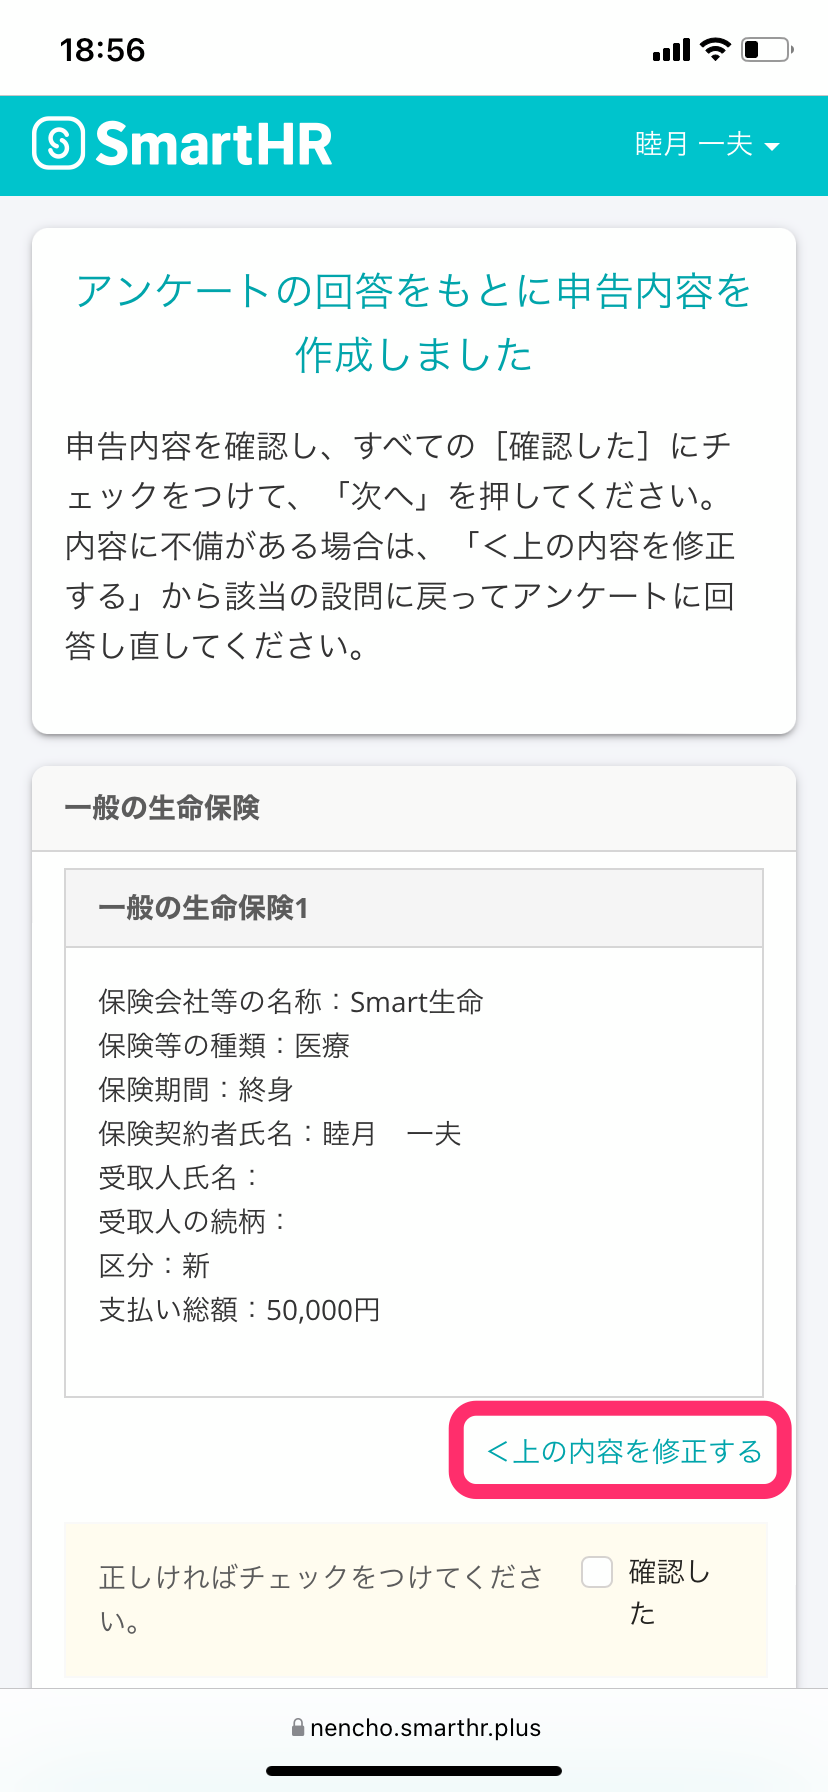 18:56
SmartHR
睦月 一夫
アンケートの回答をもとに申告内容を
作成しました
申告内容を確認し、すべての［確認した］にチ
ェックをつけて、「次へ」を押してください。
内容に不備がある場合は、「＜上の内容を修正
する」から該当の設問に戻ってアンケートに回
答し直してください。
一般の生命保険
一般の生命保険1
保険会社等の名称：Smart生命
保険等の種類：医療
保険期間：終身
保険契約者氏名：睦月　一夫
受取人氏名：
受取人の続柄：
区分：新
支払い総額：50,000円
＜上の内容を修正する
正しければチェックをつけてくださ
い。
確認し
た
nencho.smarthr.plus